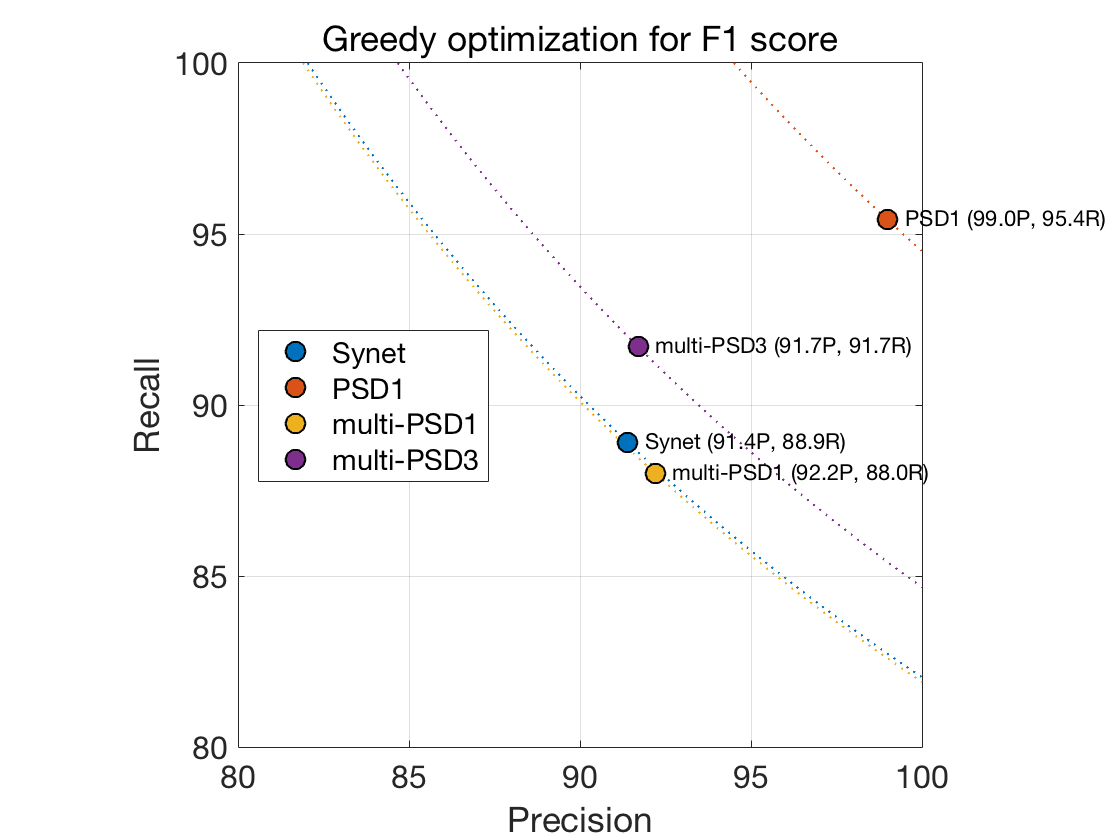 Greedy optimization for F1 score
100
95
90
85
80
Recall
PSD1 (99.0P, 95.4R)
multi-PSD3 (91.7P, 91.7R)
Synet (91.4P, 88.9R)
multi-PSD1 (92.2P, 88.0R)
Synet
PSD1
multi-PSD1
multi-PSD3
80 85 90 95 100
Precision